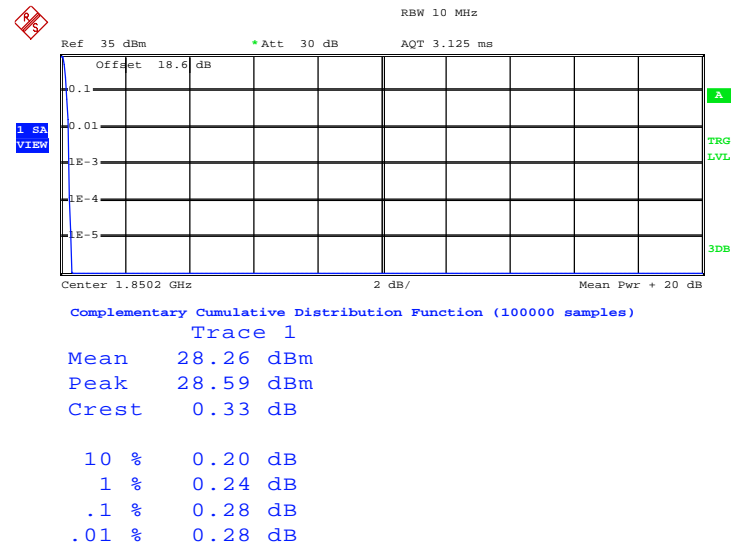 R S
RBW 10 MHz
Ref 35 dBm * Att 30 dB AQT 3.125 ms
Offset 18.6 dB
0.1
A
0.01
1 SA
VIEW
TRG
LVL
1E-3
1E-4
1E-5
3DB
Center 1.8502 GHz 2 dB/ Mean Pwr + 20 dB
Complementary Cumulative Distribution Function (100000 samples)
Trace 1
Mean 28.26 dBm
Peak 28.59 dBm
Crest 0.33 dB
10 % 0.20 dB
1 % 0.24 dB
.1 % 0.28 dB
.01 % 0.28 dB